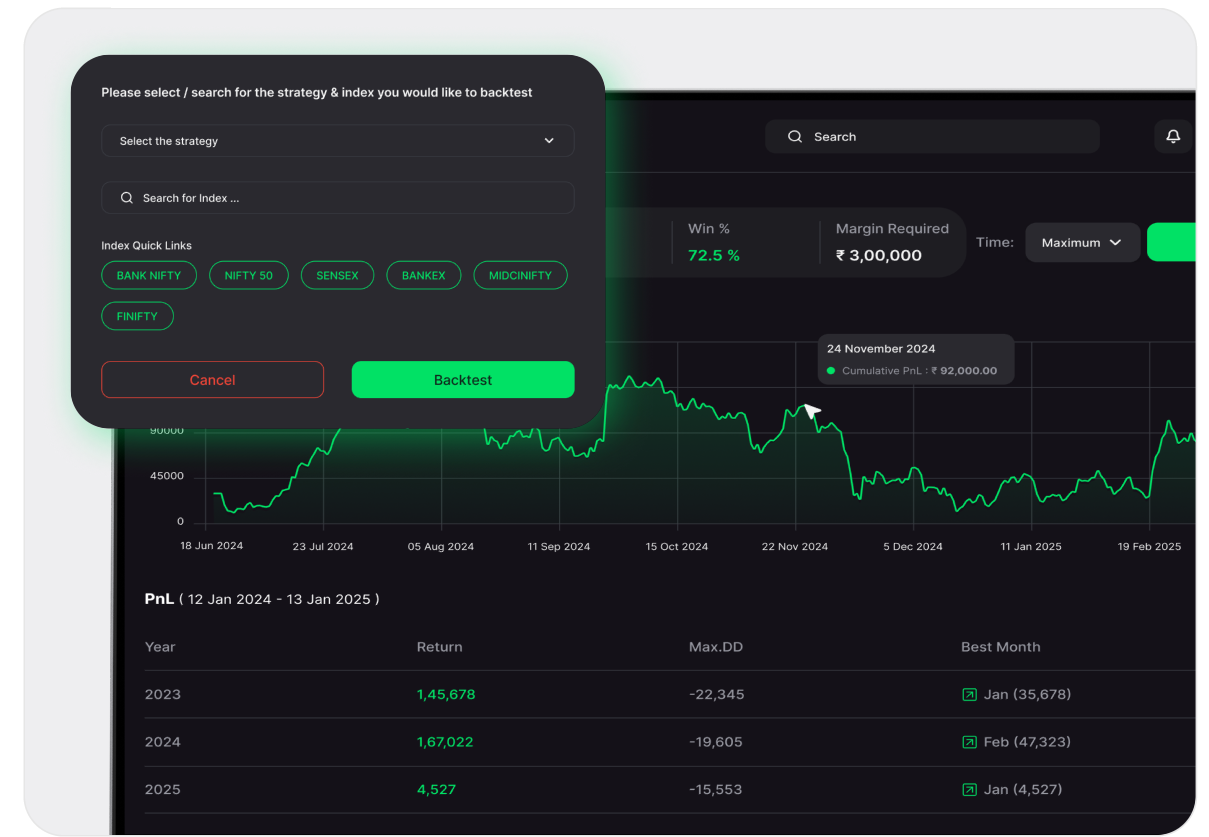 Please select / search for the strategy & index you would like to backtest
Select the strategy
Search for Index ...
Index Quick Links
BANK NIFTY NIFTY 50 SENSEX BANKEX MIDCINIFTY
FINIFTY
Cancel Backtest
Search
Win % Margin Required
72.5 % ₹ 3,00,000
Time: Maximum
24 November 2024
Cumulative PnL : ₹ 92,000.00
90000
45000
0
18 Jun 2024 23 Jul 2024 05 Aug 2024 11 Sep 2024 15 Oct 2024 22 Nov 2024 5 Dec 2024 11 Jan 2025 19 Feb 2025
PnL ( 12 Jan 2024 - 13 Jan 2025 )
Year Return Max.DD Best Month
2023 1,45,678 -22,345 Jan (35,678)
2024 1,67,022 -19,605 Feb (47,323)
2025 4,527 -15,553 Jan (4,527)